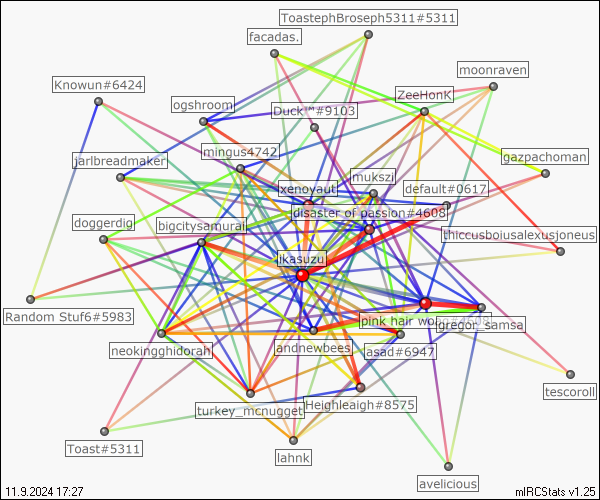 ToastephBroseph5311#5311
facadas.
moonraven
Knowun#6424
ZeeHonK
ogshroom
Duck™#9103
mingus4742
gazpachoman
jarlbreadmaker
mukszi
xenoyaut
default#0617
disaster of passion#4608
doggerdig
bigcitysamurai
thiccusboiusalexusjoneus
ikasuzu
Random Stuf6#5983
pink hair wo
gregor_samsa
neokingghidorah
andnewbees
asad#6947
tescoroll
turkey_mcnugget
Heighleaigh#8575
Toast#5311
lahnk
avelicious
11.9.2024 17:27
mIRCStats v1.25